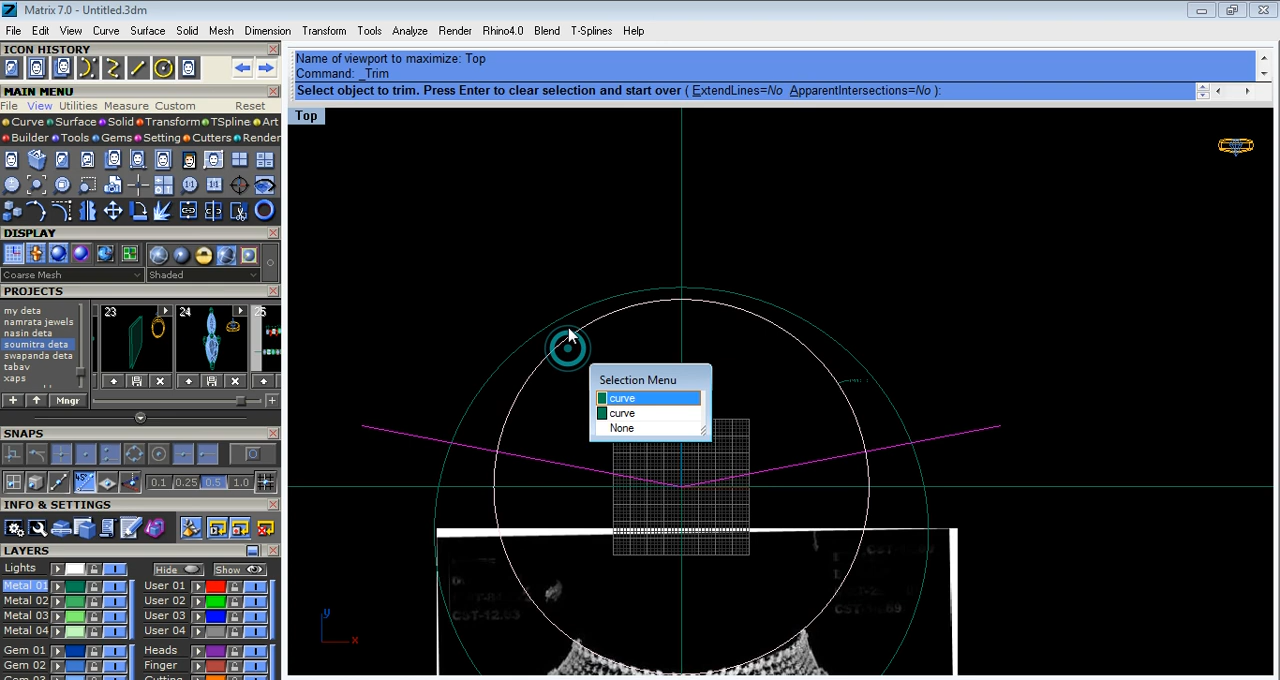 Matrix 7.0 - Untitled.3dm
File Edit View Curve Surface Solid Mesh Dimension Transform Tools Analyze Render Rhino4.0 Blend T-Splines Help
ICON HISTORY
Name of viewport to maximize: Top
Command: _Trim
Select object to trim. Press Enter to clear selection and start over ( ExtendLines=No ApparentIntersections=No ):
MAIN MENU
File View Utilities Measure Custom Reset
Curve Surface Solid Transform TSpline Art
Builder Tools Gems Setting Cutters Render
Top
DISPLAY
Coarse Mesh Shaded
PROJECTS
my deta
namrata jewels
nasin deta
soumitra deta
swapanda deta
tabav
xaps
23 24 25
Mngr
Selection Menu
curve
curve
None
SNAPS
45°
0.1 0.25 0.5 1.0
INFO & SETTINGS
LAYERS
Lights Hide Show
Metal 01 User 01
Metal 02 User 02
Metal 03 User 03
Metal 04 User 04
Gem 01 Heads
Gem 02 Finger
CST-12.63
y
x